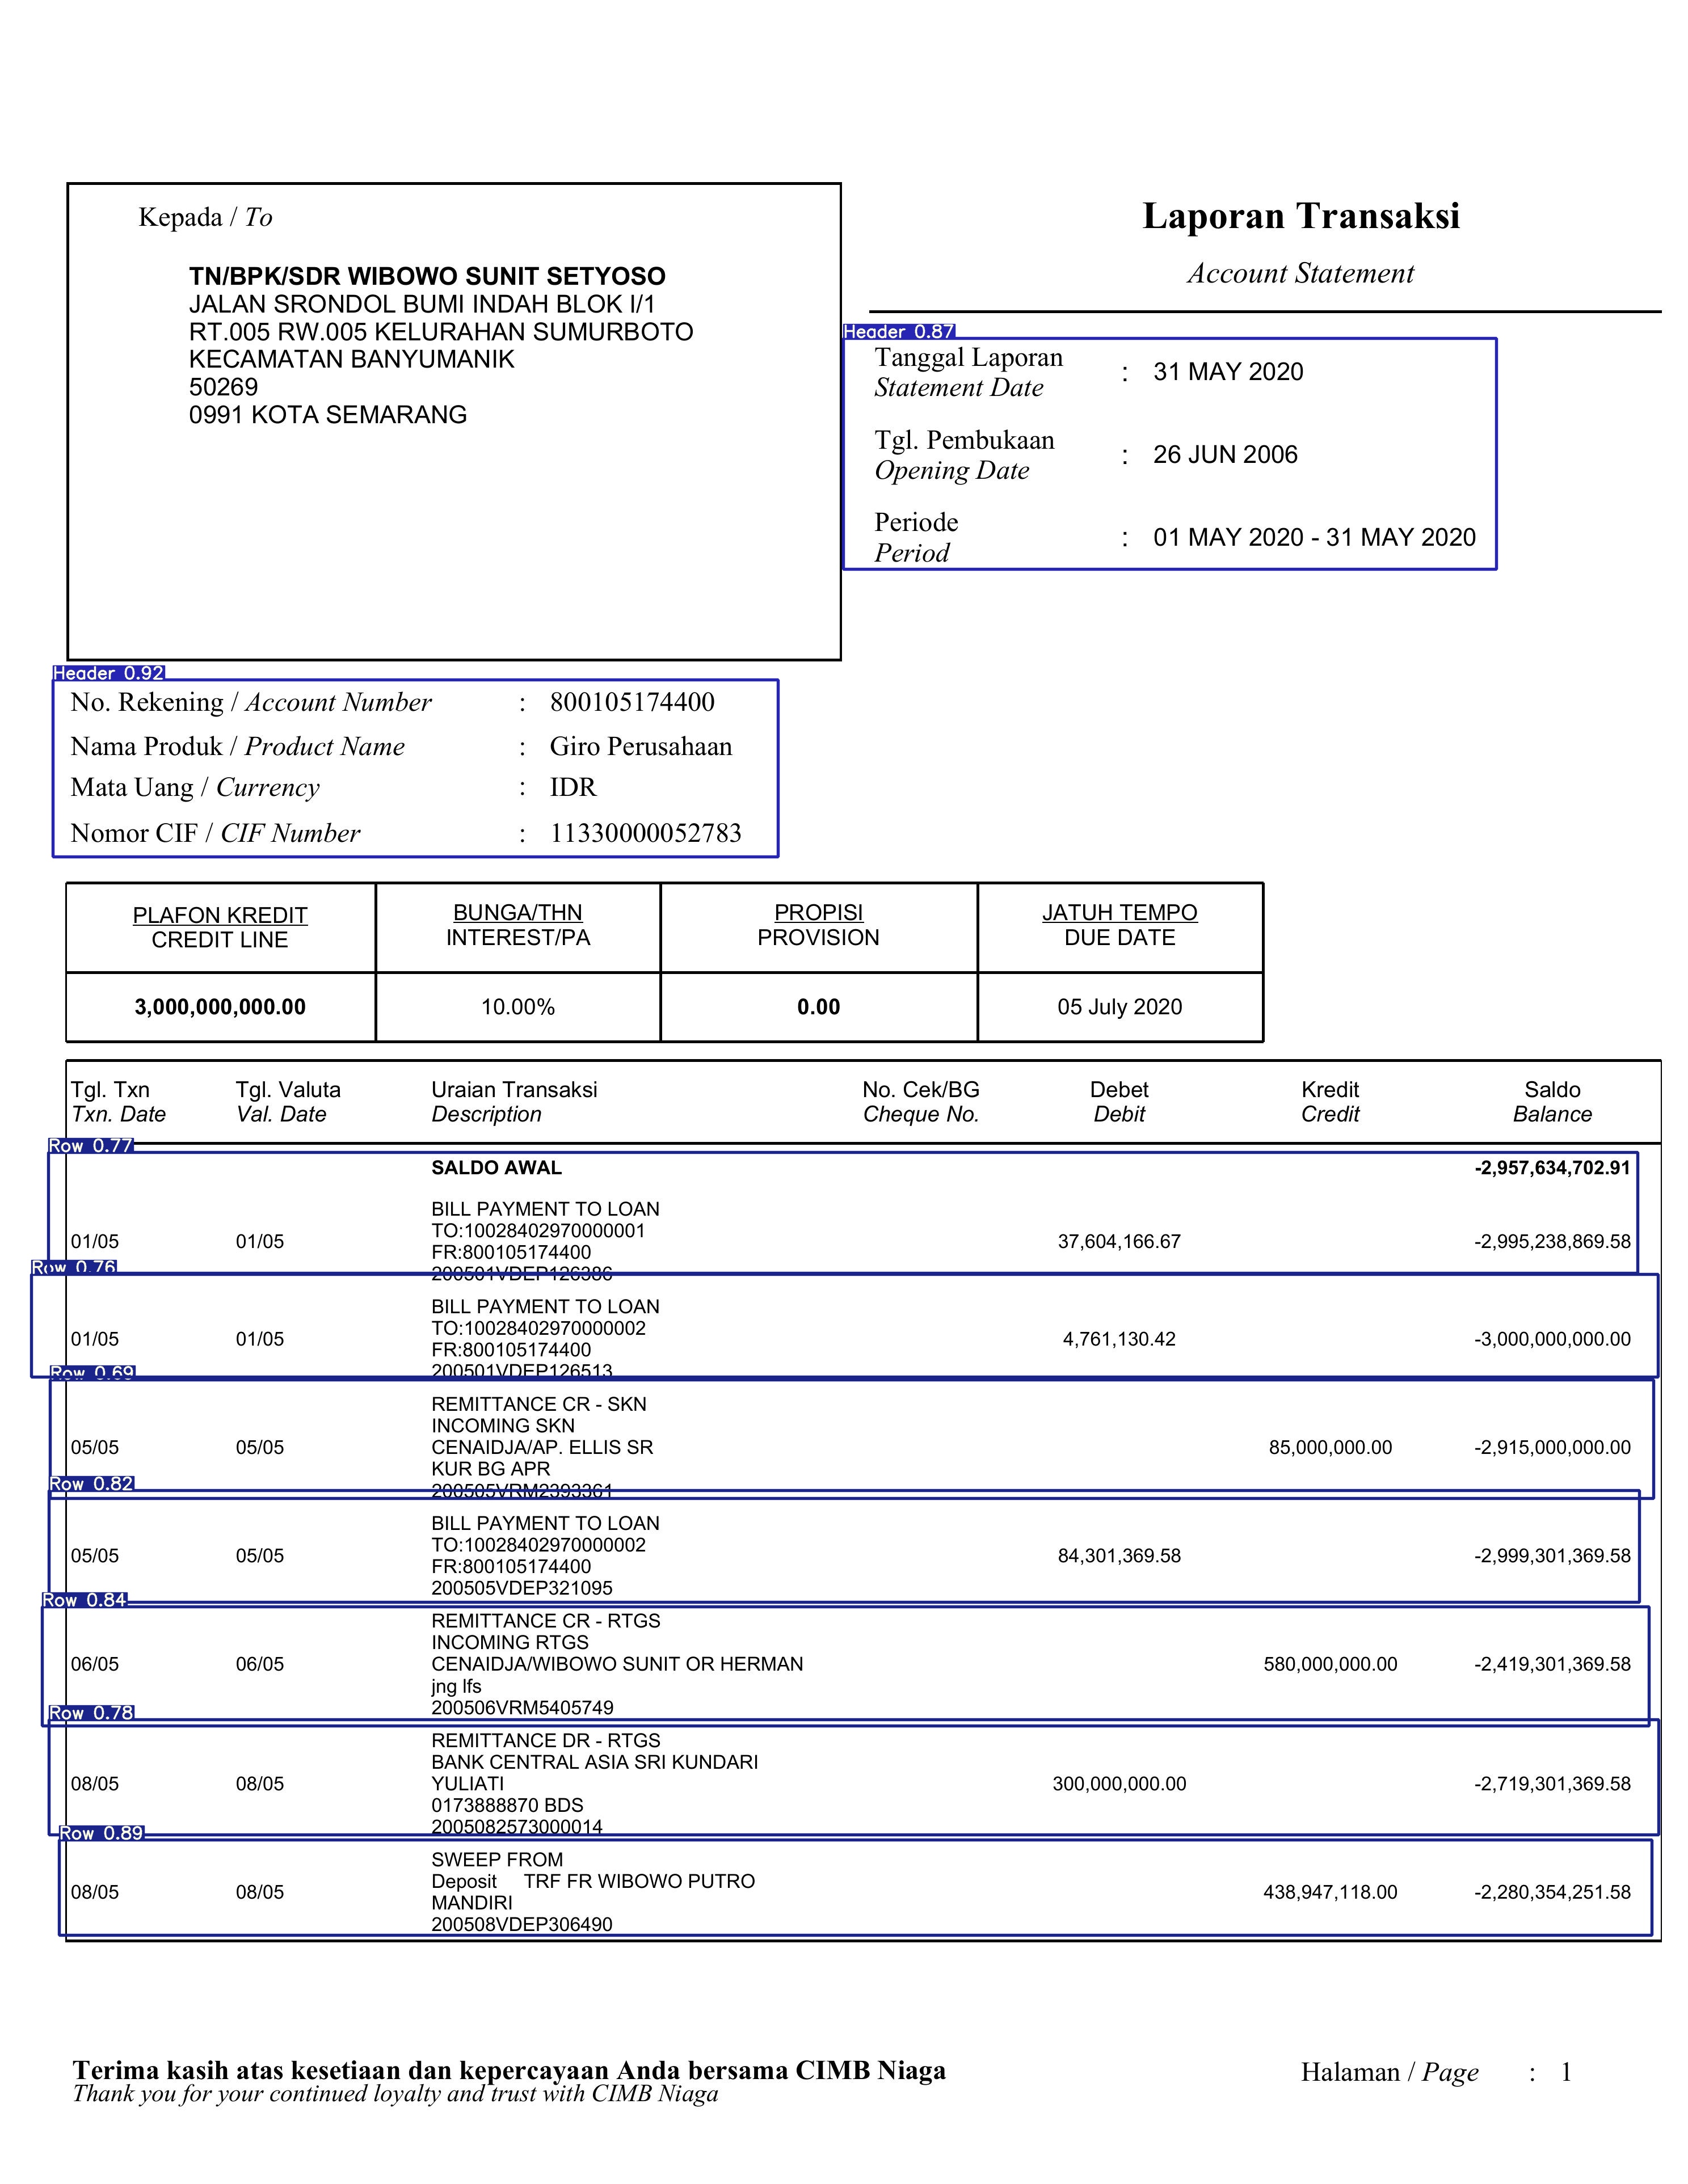 Kepada / To
TN/BPK/SDR WIBOWO SUNIT SETYOSO
JALAN SRONDOL BUMI INDAH BLOK I/1
RT.005 RW.005 KELURAHAN SUMURBOTO
KECAMATAN BANYUMANIK
50269
0991 KOTA SEMARANG
Laporan Transaksi
Account Statement
Header 0.87
Tanggal Laporan
Statement Date : 31 MAY 2020
Tgl. Pembukaan
Opening Date : 26 JUN 2006
Periode
Period : 01 MAY 2020 - 31 MAY 2020
Header 0.92
No. Rekening / Account Number : 800105174400
Nama Produk / Product Name : Giro Perusahaan
Mata Uang / Currency : IDR
Nomor CIF / CIF Number : 11330000052783
PLAFON KREDIT BUNGA/THN PROPISI JATUH TEMPO
CREDIT LINE INTEREST/PA PROVISION DUE DATE
3,000,000,000.00 10.00% 0.00 05 July 2020
Tgl. Txn Tgl. Valuta Uraian Transaksi No. Cek/BG Debet Kredit Saldo
Txn. Date Val. Date Description Cheque No. Debit Credit Balance
Row 0.77
SALDO AWAL -2,957,634,702.91
BILL PAYMENT TO LOAN
TO:10028402970000001
01/05 01/05 FR:800105174400 37,604,166.67 -2,995,238,869.58
200501VDEP126386
Row 0.76
BILL PAYMENT TO LOAN
TO:10028402970000002
01/05 01/05 FR:800105174400 4,761,130.42 -3,000,000,000.00
200501VDEP126513
Row 0.69
REMITTANCE CR - SKN
INCOMING SKN
05/05 05/05 CENAIDJA/AP. ELLIS SR 85,000,000.00 -2,915,000,000.00
KUR BG APR
200505VRM2393361
Row 0.82
BILL PAYMENT TO LOAN
TO:10028402970000002
05/05 05/05 FR:800105174400 84,301,369.58 -2,999,301,369.58
200505VDEP321095
Row 0.84
REMITTANCE CR - RTGS
INCOMING RTGS
06/05 06/05 CENAIDJA/WIBOWO SUNIT OR HERMAN 580,000,000.00 -2,419,301,369.58
jng lfs
200506VRM5405749
Row 0.78
REMITTANCE DR - RTGS
BANK CENTRAL ASIA SRI KUNDARI
08/05 08/05 YULIATI 300,000,000.00 -2,719,301,369.58
0173888870 BDS
2005082573000014
Row 0.89
SWEEP FROM
Deposit TRF FR WIBOWO PUTRO
08/05 08/05 MANDIRI 438,947,118.00 -2,280,354,251.58
200508VDEP306490
Terima kasih atas kesetiaan dan kepercayaan Anda bersama CIMB Niaga
Thank you for your continued loyalty and trust with CIMB Niaga
Halaman / Page : 1